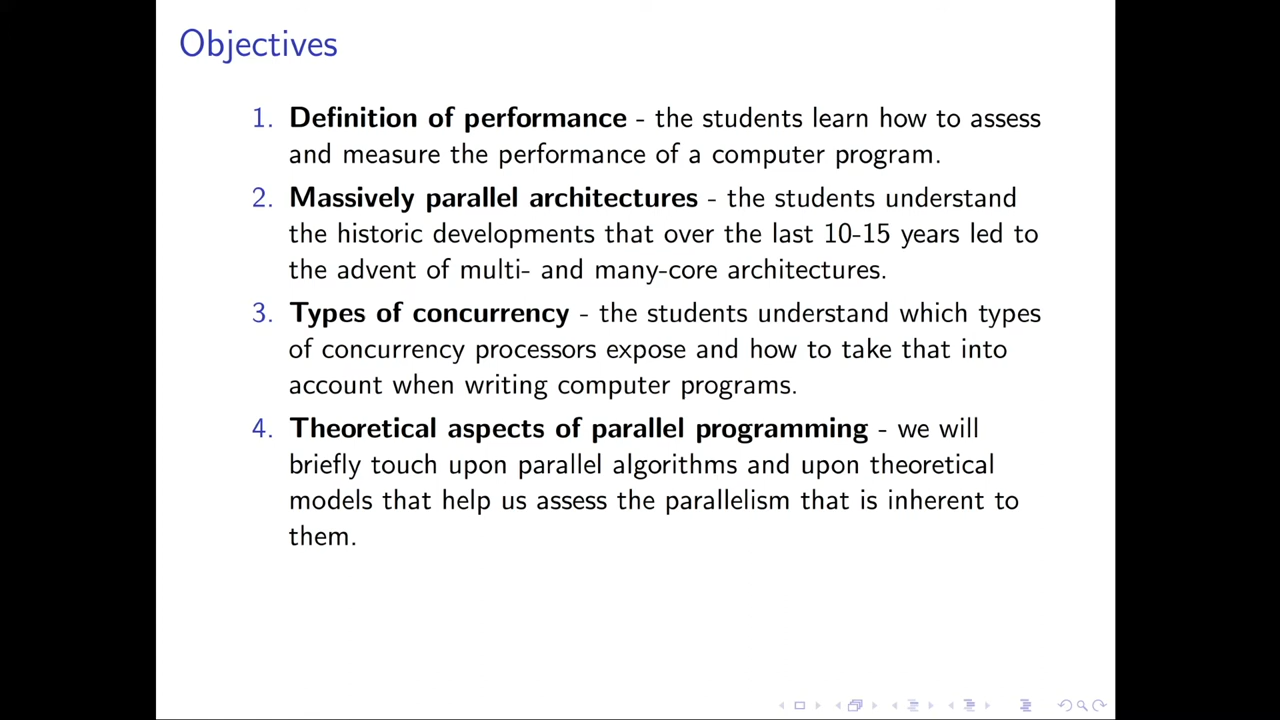 Objectives
1. Definition of performance - the students learn how to assess
and measure the performance of a computer program.
2. Massively parallel architectures - the students understand
the historic developments that over the last 10-15 years led to
the advent of multi- and many-core architectures.
3. Types of concurrency - the students understand which types
of concurrency processors expose and how to take that into
account when writing computer programs.
4. Theoretical aspects of parallel programming - we will
briefly touch upon parallel algorithms and upon theoretical
models that help us assess the parallelism that is inherent to
them.